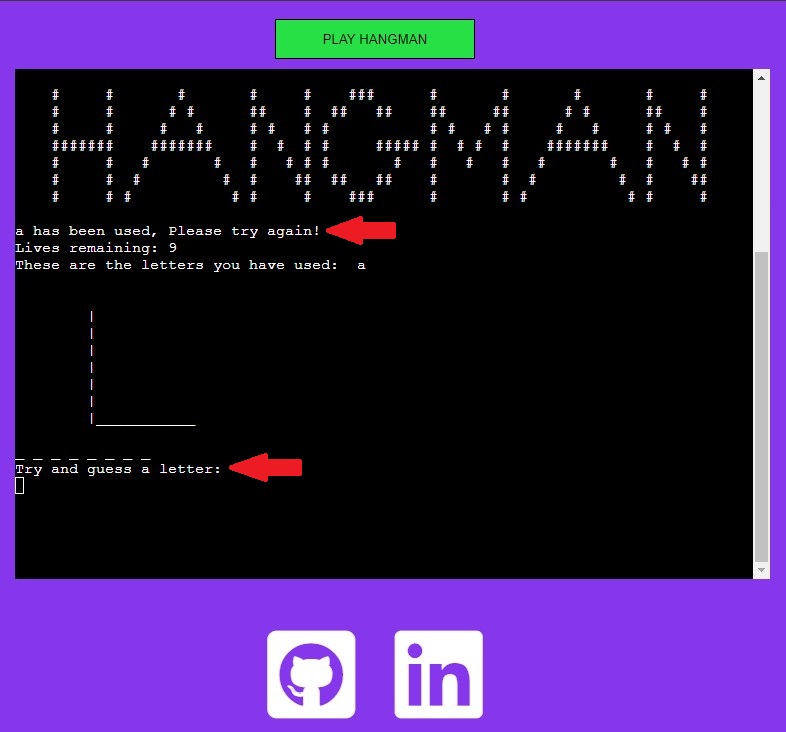 PLAY HANGMAN
HANGMAN
a has been used, Please try again!
Lives remaining: 9
These are the letters you have used:  a
_ _ _ _ _ _ _ _
Try and guess a letter:
in